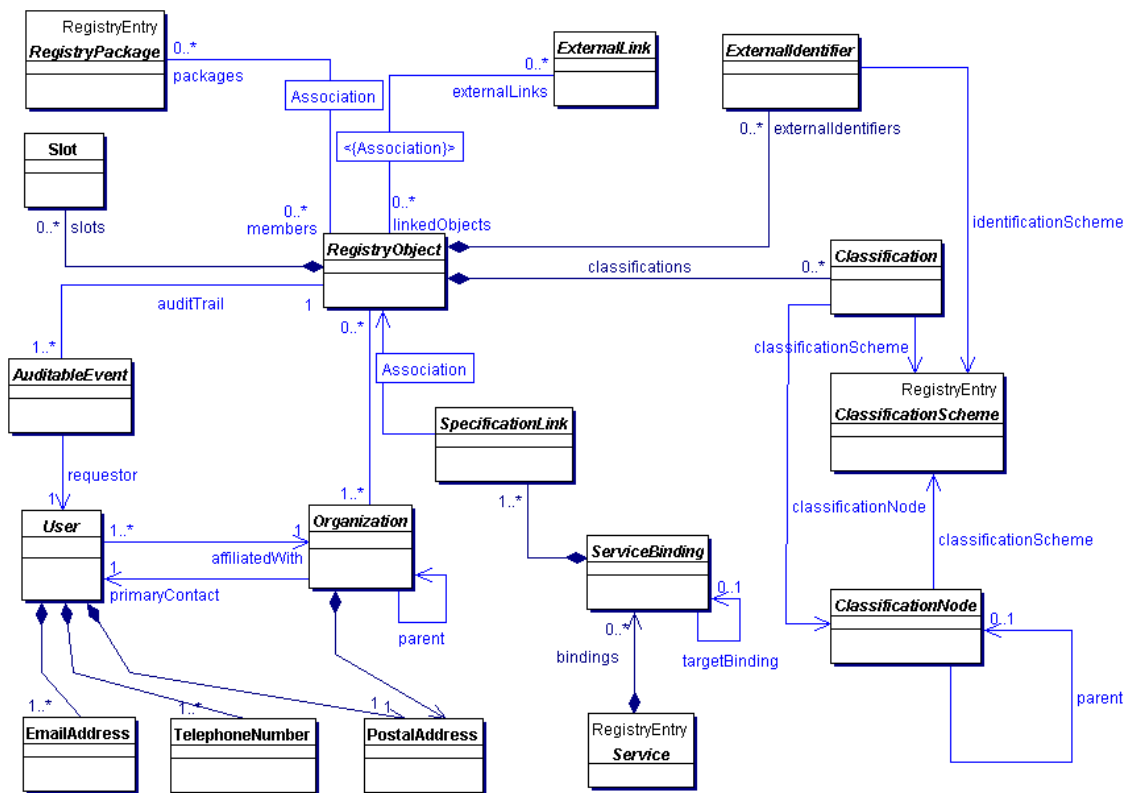 RegistryEntry
RegistryPackage
0..*
packages
Association
ExternalLink
0..*
externalLinks
ExternalIdentifier
0..*
externalIdentifiers
<{Association}>
Slot
0..*
slots
0..*
members
0..*
linkedObjects
identificationScheme
RegistryObject
classifications
0..*
Classification
auditTrail
1
0..*
1..*
classificationScheme
AuditableEvent
Association
RegistryEntry
ClassificationScheme
SpecificationLink
requestor
1
1..*
1..*
classificationNode
User
1..*
1
Organization
affiliatedWith
ServiceBinding
classificationScheme
1
primaryContact
0..1
ClassificationNode
0..1
parent
0..*
bindings
targetBinding
parent
1..*
1..*
1
1
EmailAddress
TelephoneNumber
PostalAddress
RegistryEntry
Service